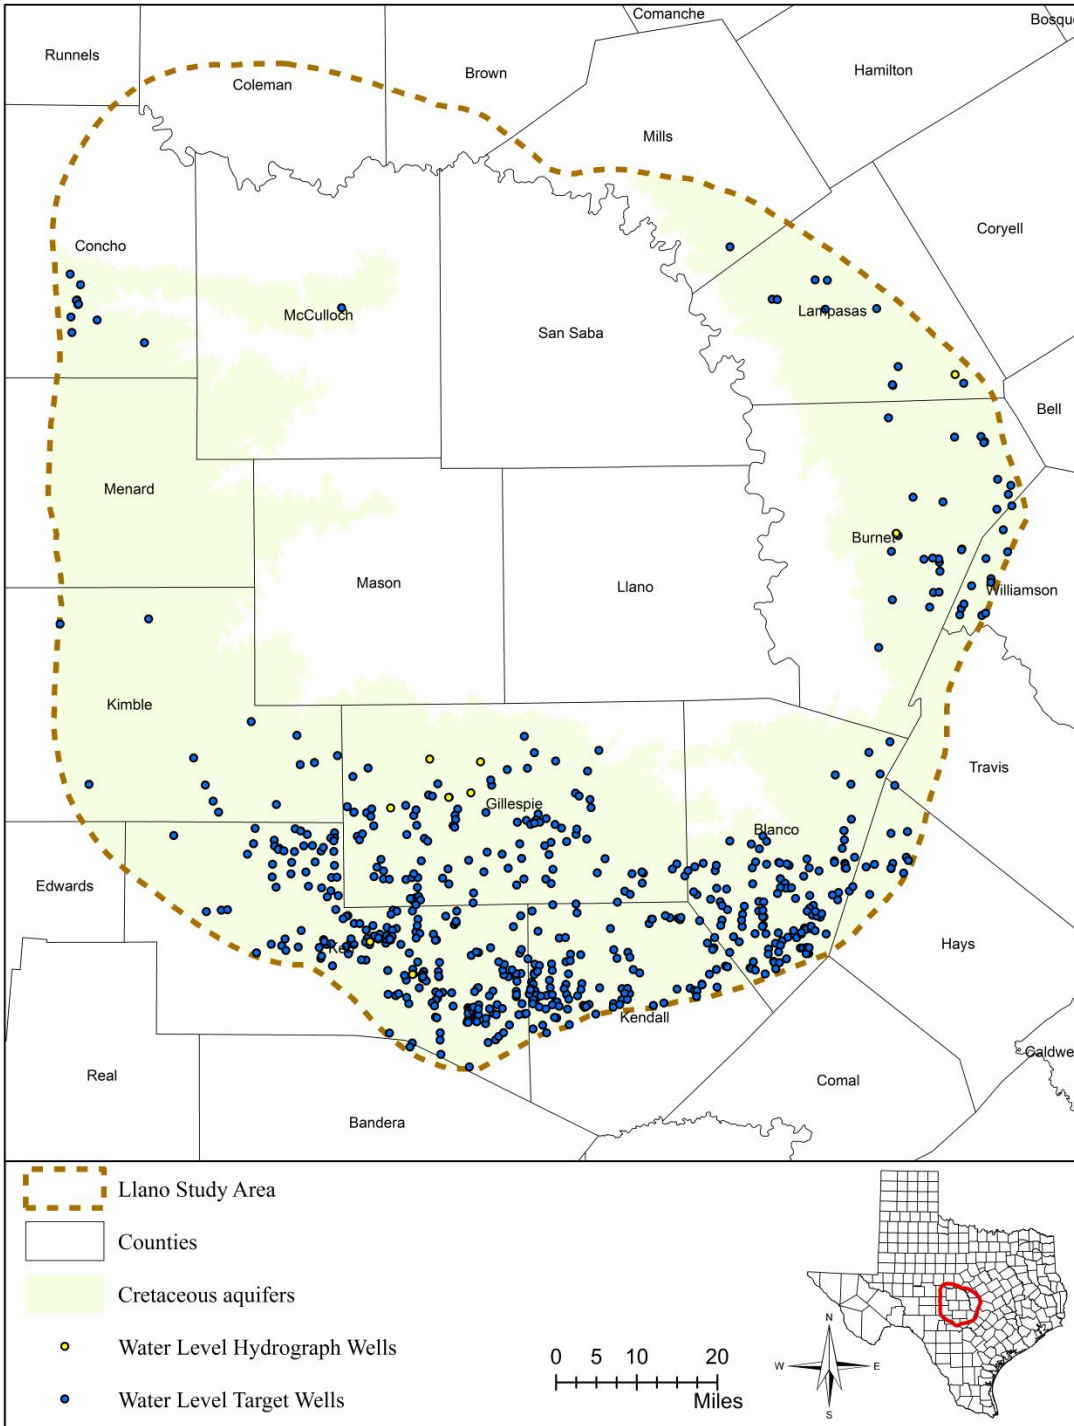 Comanche
Bosqu
Runnels
Coleman
Brown
Hamilton
Mills
Coryell
Concho
McCulloch
San Saba
Lampasas
Bell
Menard
Burnet
Mason
Llano
Williamson
Kimble
Travis
Gillespie
Blanco
Edwards
Kerr
Hays
Kendall
Real
Comal
Caldwe
Bandera
Llano Study Area
Counties
Cretaceous aquifers
Water Level Hydrograph Wells
Water Level Target Wells
0 5 10 20
Miles
N
W E
S